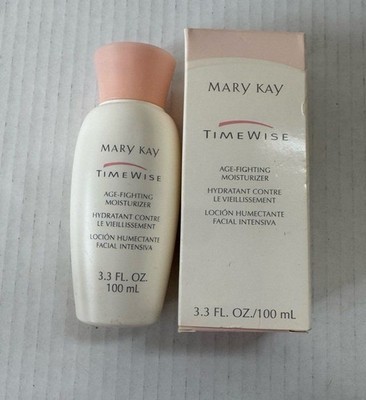 MARY KAY
TIMEWISE
AGE-FIGHTING
MOISTURIZER
HYDRATANT CONTRE
LE VIEILLISSEMENT
LOCIÓN HUMECTANTE
FACIAL INTENSIVA
3.3 FL. OZ.
100 mL
MARY KAY
TIMEWISE
AGE-FIGHTING
MOISTURIZER
HYDRATANT CONTRE
LE VIEILLISSEMENT
LOCIÓN HUMECTANTE
FACIAL INTENSIVA
3.3 FL. OZ./100 mL